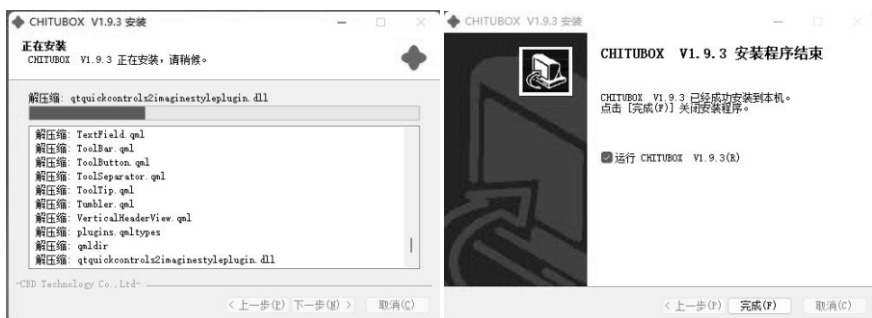 CHITUBOX V1.9.3 安装
正在安装
CHITUBOX V1.9.3 正在安装，请稍候。
解压缩: qtquickcontrols2imaginestyleplugin.dll
解压缩: TextField.qml
解压缩: ToolBar.qml
解压缩: ToolButton.qml
解压缩: ToolSeparator.qml
解压缩: ToolTip.qml
解压缩: Tumbler.qml
解压缩: VerticalHeaderView.qml
解压缩: plugins.qmltypes
解压缩: qmldir
解压缩: qtquickcontrols2imaginestyleplugin.dll
-CBD Technology Co.,Ltd-
< 上一步(P) 下一步(N) > 取消(C)
CHITUBOX V1.9.3 安装
CHITUBOX V1.9.3 安装程序结束
CHITUBOX V1.9.3 已经成功安装到本机。
点击 [完成(F)] 关闭安装程序。
运行 CHITUBOX V1.9.3(R)
< 上一步(P) 完成(F) 取消(C)